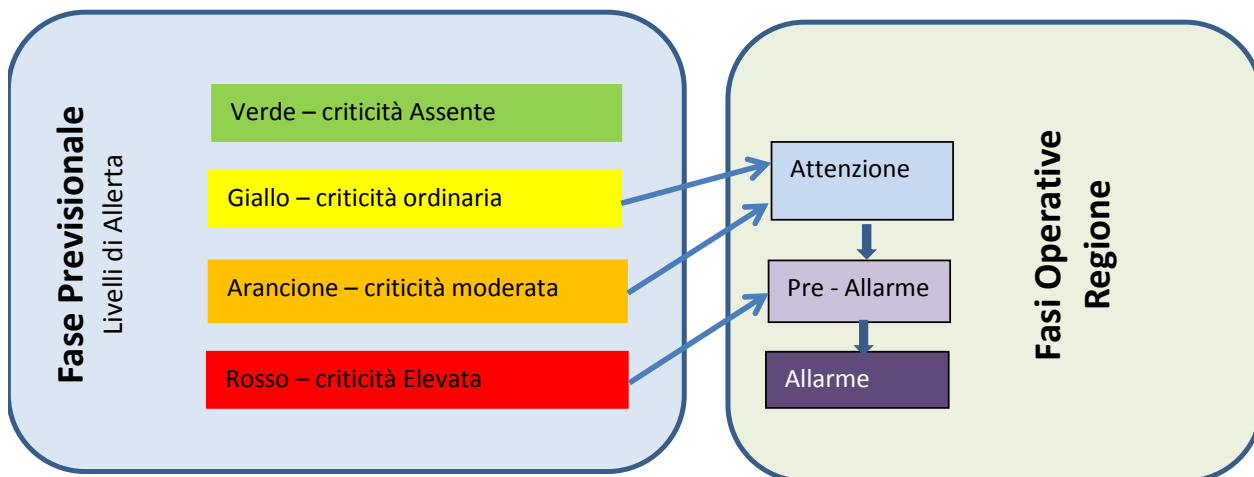 Fase Previsionale
Livelli di Allerta
Verde – criticità Assente
Giallo – criticità ordinaria
Arancione – criticità moderata
Rosso – criticità Elevata
Attenzione
Pre - Allarme
Allarme
Fasi Operative
Regione